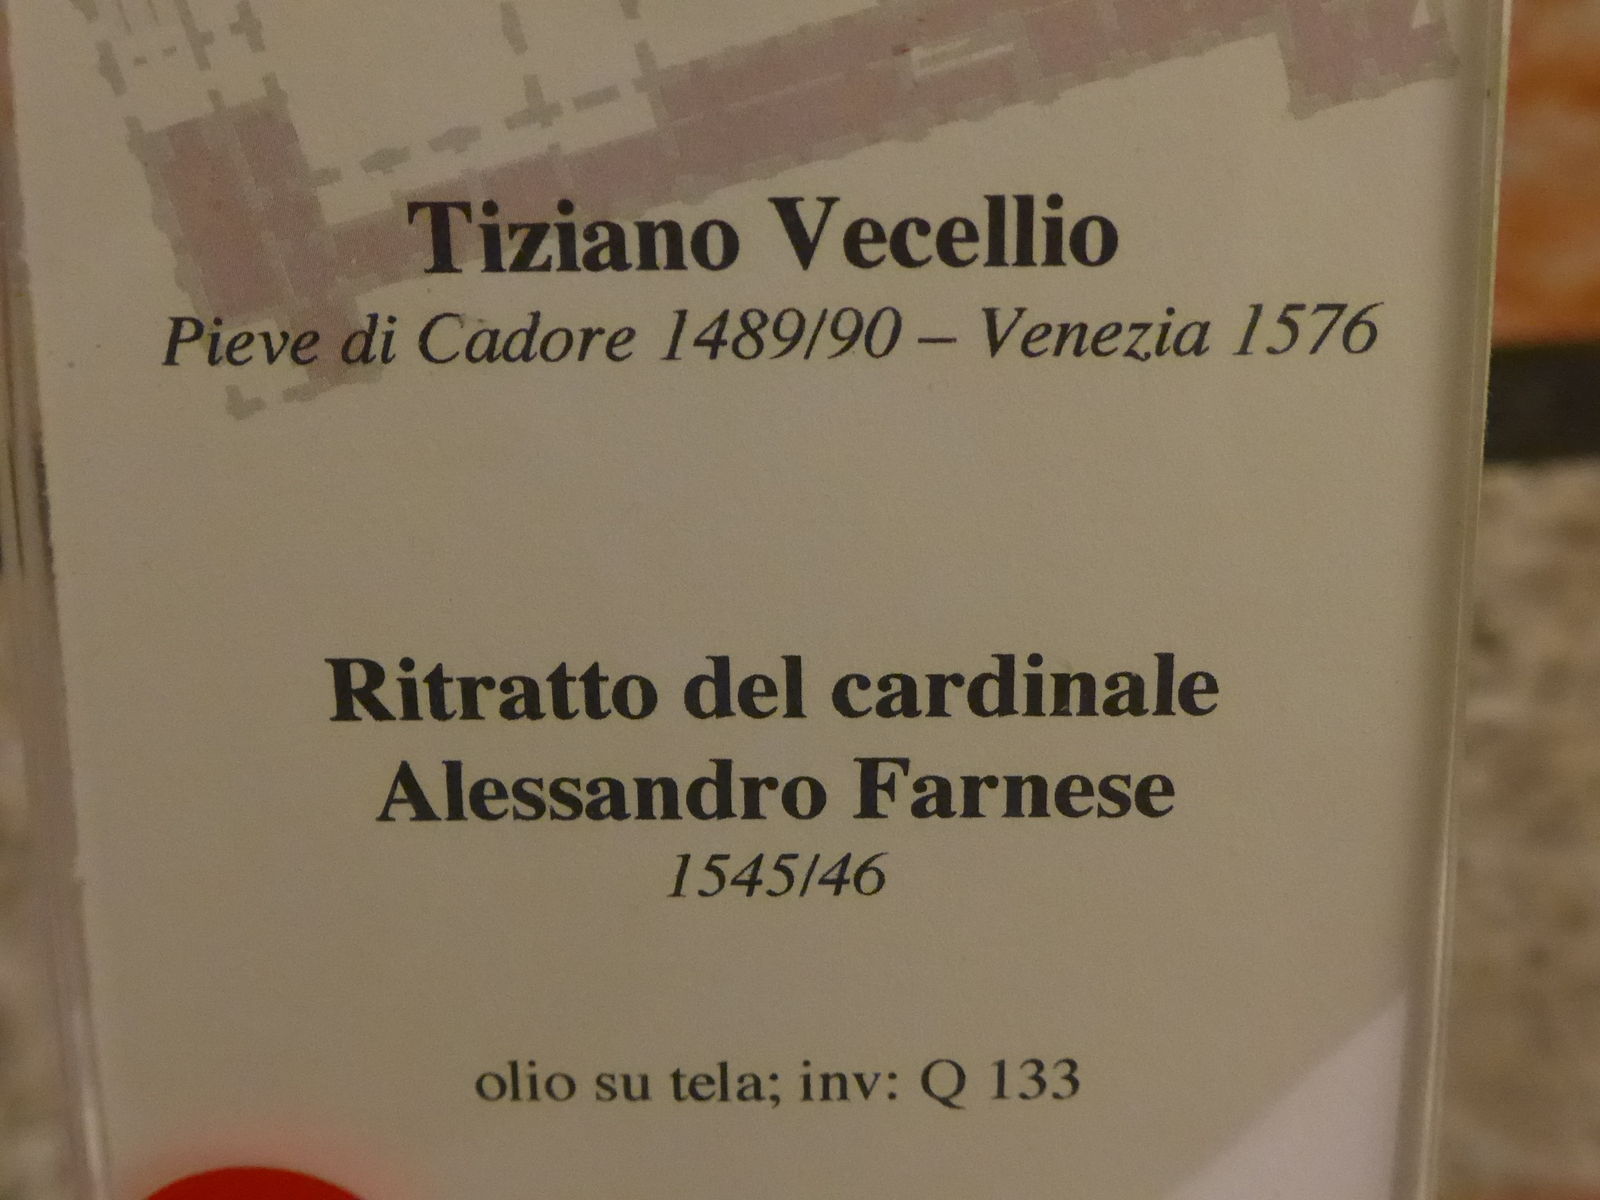 Tiziano Vecellio
Pieve di Cadore 1489/90 – Venezia 1576
Ritratto del cardinale
Alessandro Farnese
1545/46
olio su tela; inv: Q 133